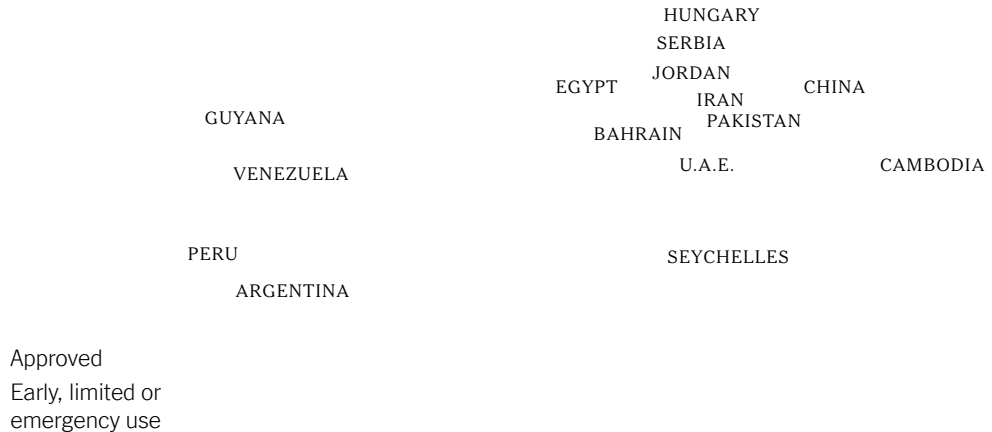 HUNGARY
SERBIA
JORDAN
EGYPT
CHINA
IRAN
GUYANA
PAKISTAN
BAHRAIN
U.A.E.
CAMBODIA
VENEZUELA
PERU
SEYCHELLES
ARGENTINA
Approved
Early, limited or
emergency use